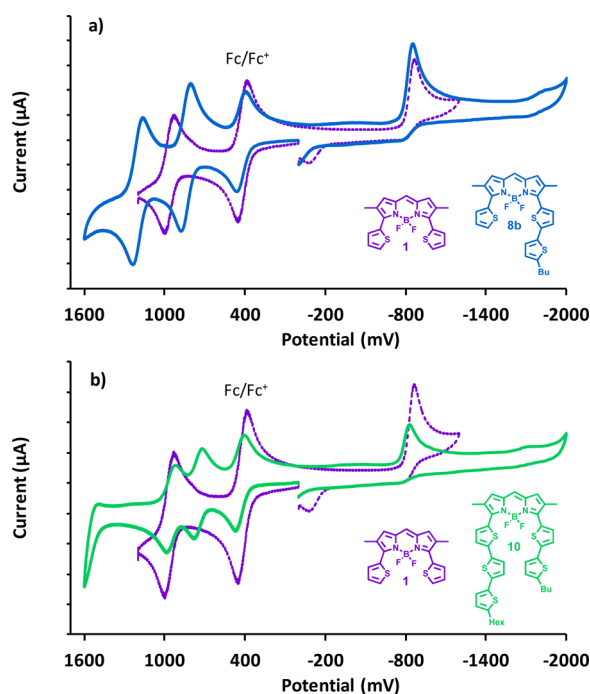 a)
Fc/Fc+
Current (µA)
N N
B
F F
S S
1
N N
B
F F
S S
8b
S
Bu
1600 1000 400 -200 -800 -1400 -2000
Potential (mV)
b)
Fc/Fc+
Current (µA)
N N
B
F F
S S
1
N N
B
F F
S S
10
S S
Bu
S
Hex
1600 1000 400 -200 -800 -1400 -2000
Potential (mV)